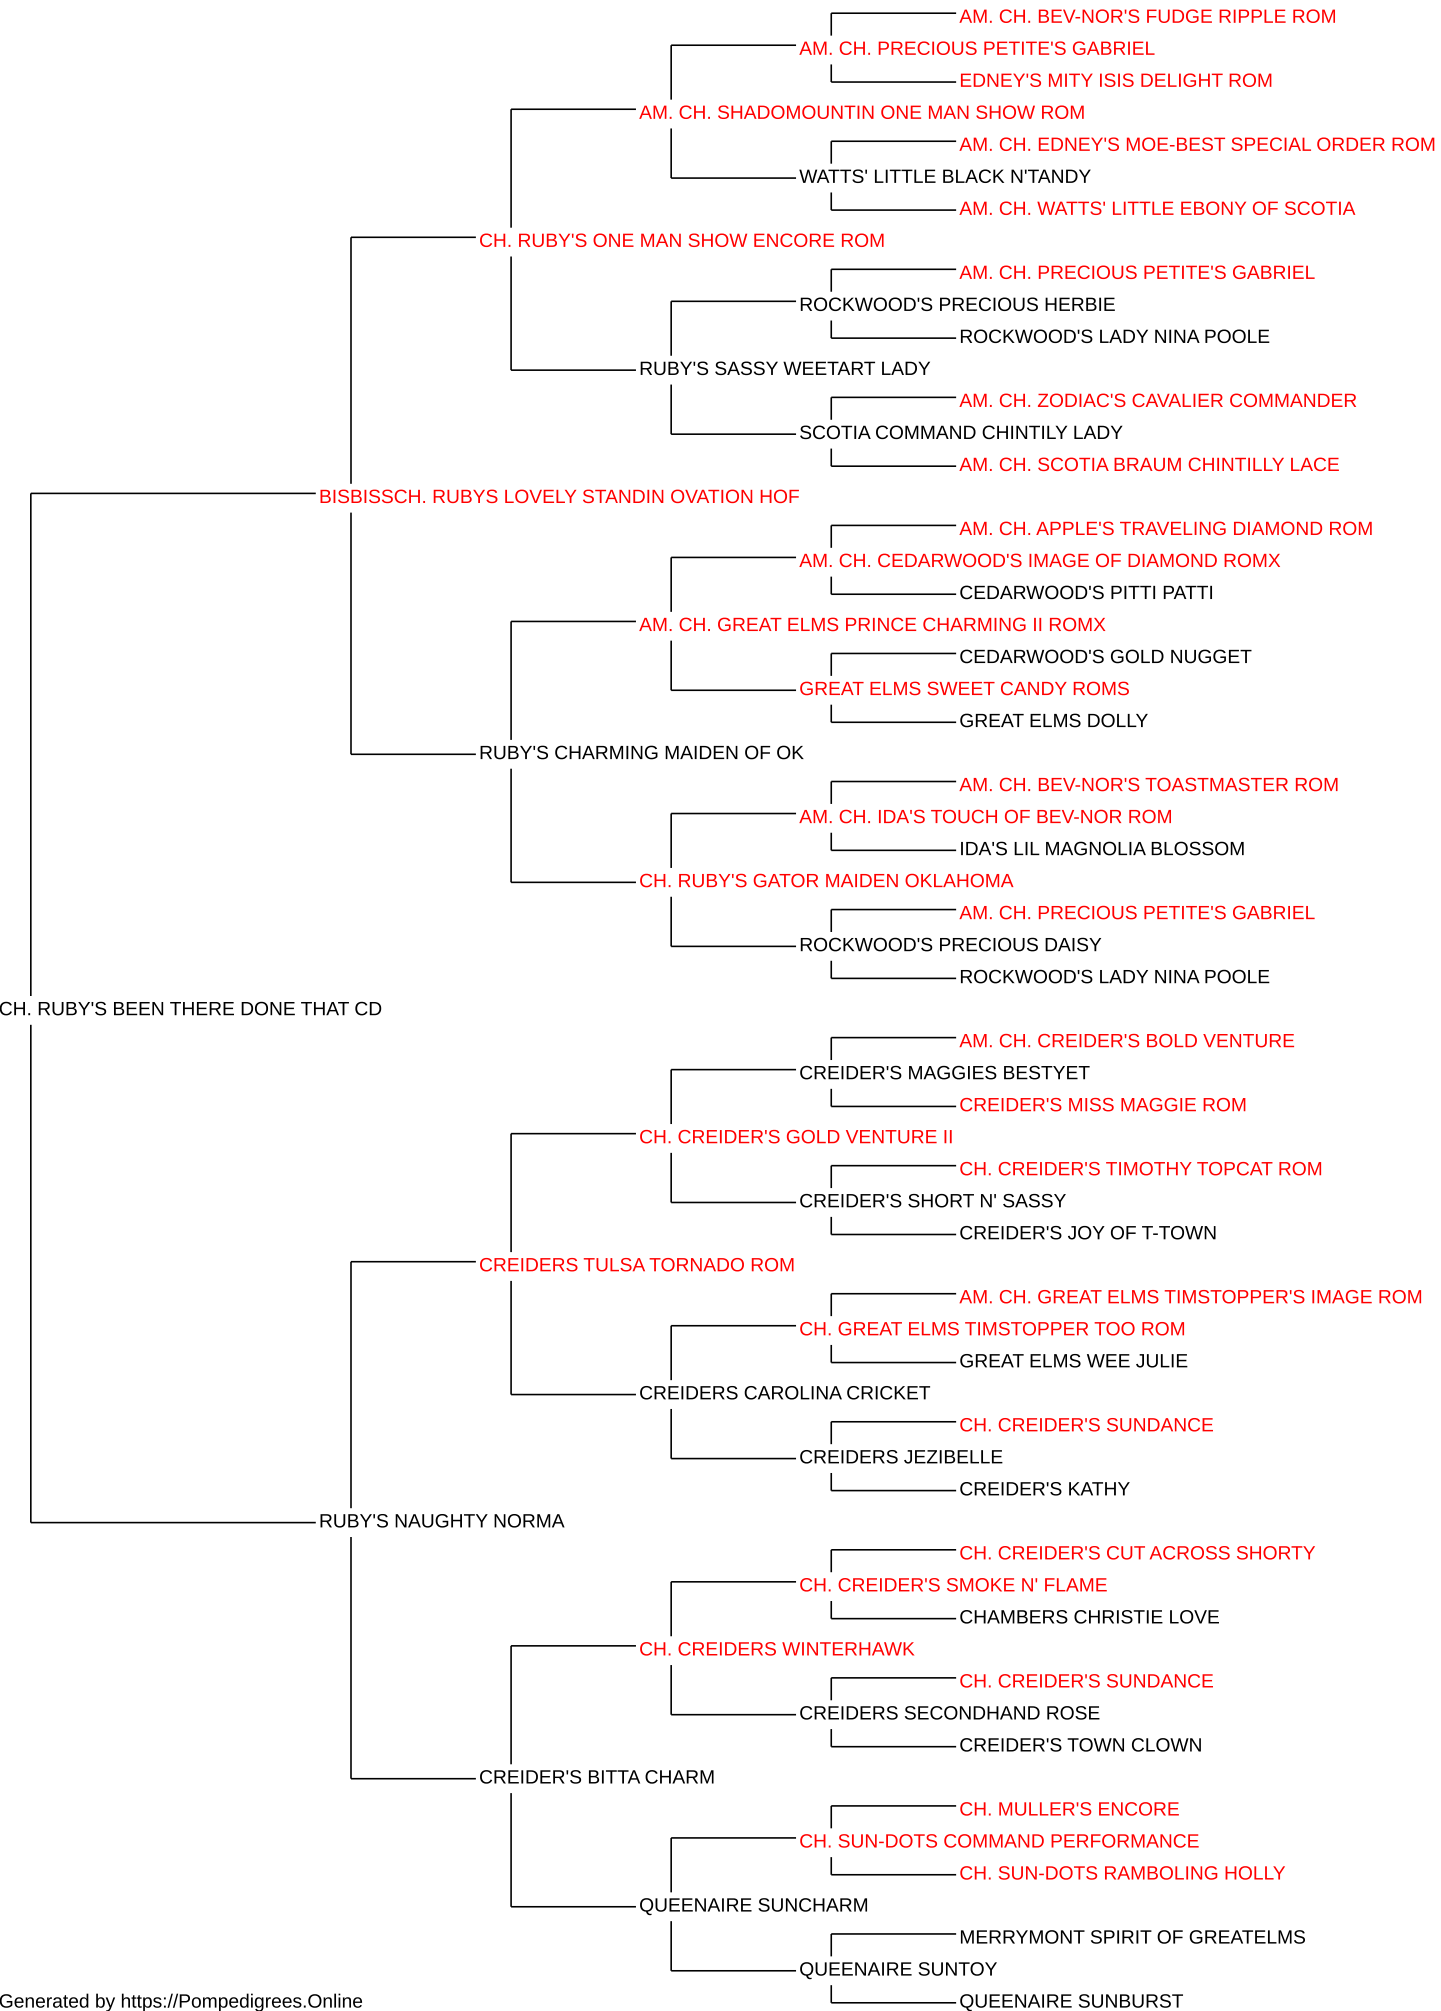 AM. CH. BEV-NOR'S FUDGE RIPPLE ROM
AM. CH. PRECIOUS PETITE'S GABRIEL
EDNEY'S MITY ISIS DELIGHT ROM
AM. CH. SHADOMOUNTIN ONE MAN SHOW ROM
AM. CH. EDNEY'S MOE-BEST SPECIAL ORDER ROM
WATTS' LITTLE BLACK N'TANDY
AM. CH. WATTS' LITTLE EBONY OF SCOTIA
CH. RUBY'S ONE MAN SHOW ENCORE ROM
AM. CH. PRECIOUS PETITE'S GABRIEL
ROCKWOOD'S PRECIOUS HERBIE
ROCKWOOD'S LADY NINA POOLE
RUBY'S SASSY WEETART LADY
AM. CH. ZODIAC'S CAVALIER COMMANDER
SCOTIA COMMAND CHINTILY LADY
AM. CH. SCOTIA BRAUM CHINTILLY LACE
BISBISSCH. RUBYS LOVELY STANDIN OVATION HOF
AM. CH. APPLE'S TRAVELING DIAMOND ROM
AM. CH. CEDARWOOD'S IMAGE OF DIAMOND ROMX
CEDARWOOD'S PITTI PATTI
AM. CH. GREAT ELMS PRINCE CHARMING II ROMX
CEDARWOOD'S GOLD NUGGET
GREAT ELMS SWEET CANDY ROMS
GREAT ELMS DOLLY
RUBY'S CHARMING MAIDEN OF OK
AM. CH. BEV-NOR'S TOASTMASTER ROM
AM. CH. IDA'S TOUCH OF BEV-NOR ROM
IDA'S LIL MAGNOLIA BLOSSOM
CH. RUBY'S GATOR MAIDEN OKLAHOMA
AM. CH. PRECIOUS PETITE'S GABRIEL
ROCKWOOD'S PRECIOUS DAISY
ROCKWOOD'S LADY NINA POOLE
CH. RUBY'S BEEN THERE DONE THAT CD
AM. CH. CREIDER'S BOLD VENTURE
CREIDER'S MAGGIES BESTYET
CREIDER'S MISS MAGGIE ROM
CH. CREIDER'S GOLD VENTURE II
CH. CREIDER'S TIMOTHY TOPCAT ROM
CREIDER'S SHORT N' SASSY
CREIDER'S JOY OF T-TOWN
CREIDERS TULSA TORNADO ROM
AM. CH. GREAT ELMS TIMSTOPPER'S IMAGE ROM
CH. GREAT ELMS TIMSTOPPER TOO ROM
GREAT ELMS WEE JULIE
CREIDERS CAROLINA CRICKET
CH. CREIDER'S SUNDANCE
CREIDERS JEZIBELLE
CREIDER'S KATHY
RUBY'S NAUGHTY NORMA
CH. CREIDER'S CUT ACROSS SHORTY
CH. CREIDER'S SMOKE N' FLAME
CHAMBERS CHRISTIE LOVE
CH. CREIDERS WINTERHAWK
CH. CREIDER'S SUNDANCE
CREIDERS SECONDHAND ROSE
CREIDER'S TOWN CLOWN
CREIDER'S BITTA CHARM
CH. MULLER'S ENCORE
CH. SUN-DOTS COMMAND PERFORMANCE
CH. SUN-DOTS RAMBOLING HOLLY
QUEENAIRE SUNCHARM
MERRYMONT SPIRIT OF GREATELMS
QUEENAIRE SUNTOY
QUEENAIRE SUNBURST
Generated by https://Pompedigrees.Online